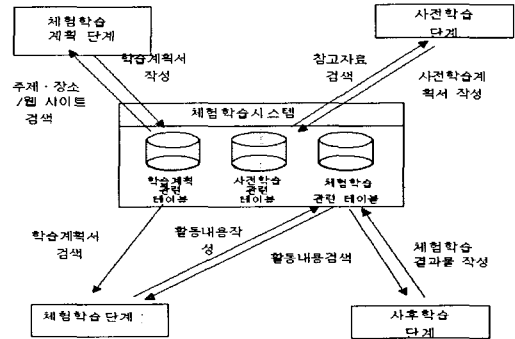 체험학습
계획 단계
사전학습
단계
학습계획서
작성
참고자료
검색
주제·장소
/웹 사이트
검색
사전학습계
획서 작성
체험학습시스템
학습계획
관련
테이블
사전학습
관련
테이블
체험학습
관련 테이블
학습계획서
검색
활동내용작
성
활동내용검색
체험학습
결과물 작성
체험학습단계
사후학습
단계